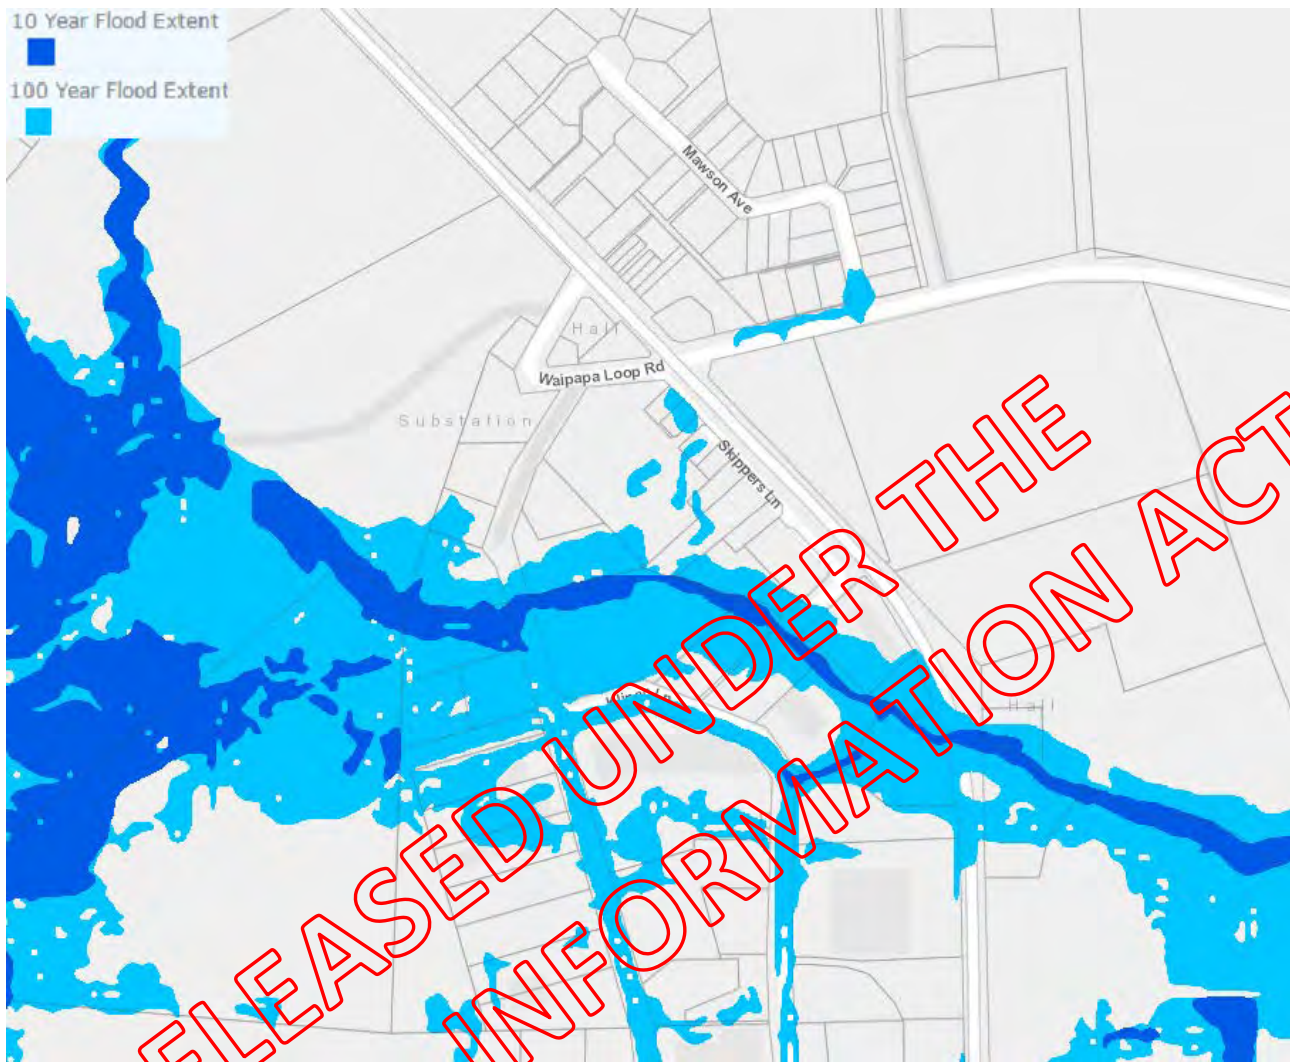 10 Year Flood Extent
100 Year Flood Extent
Mawson Ave
Hall
Waipapa Loop Rd
Substation
Skippers Ln
Hall
ELEASED UNDER THE
INFORMATION ACT